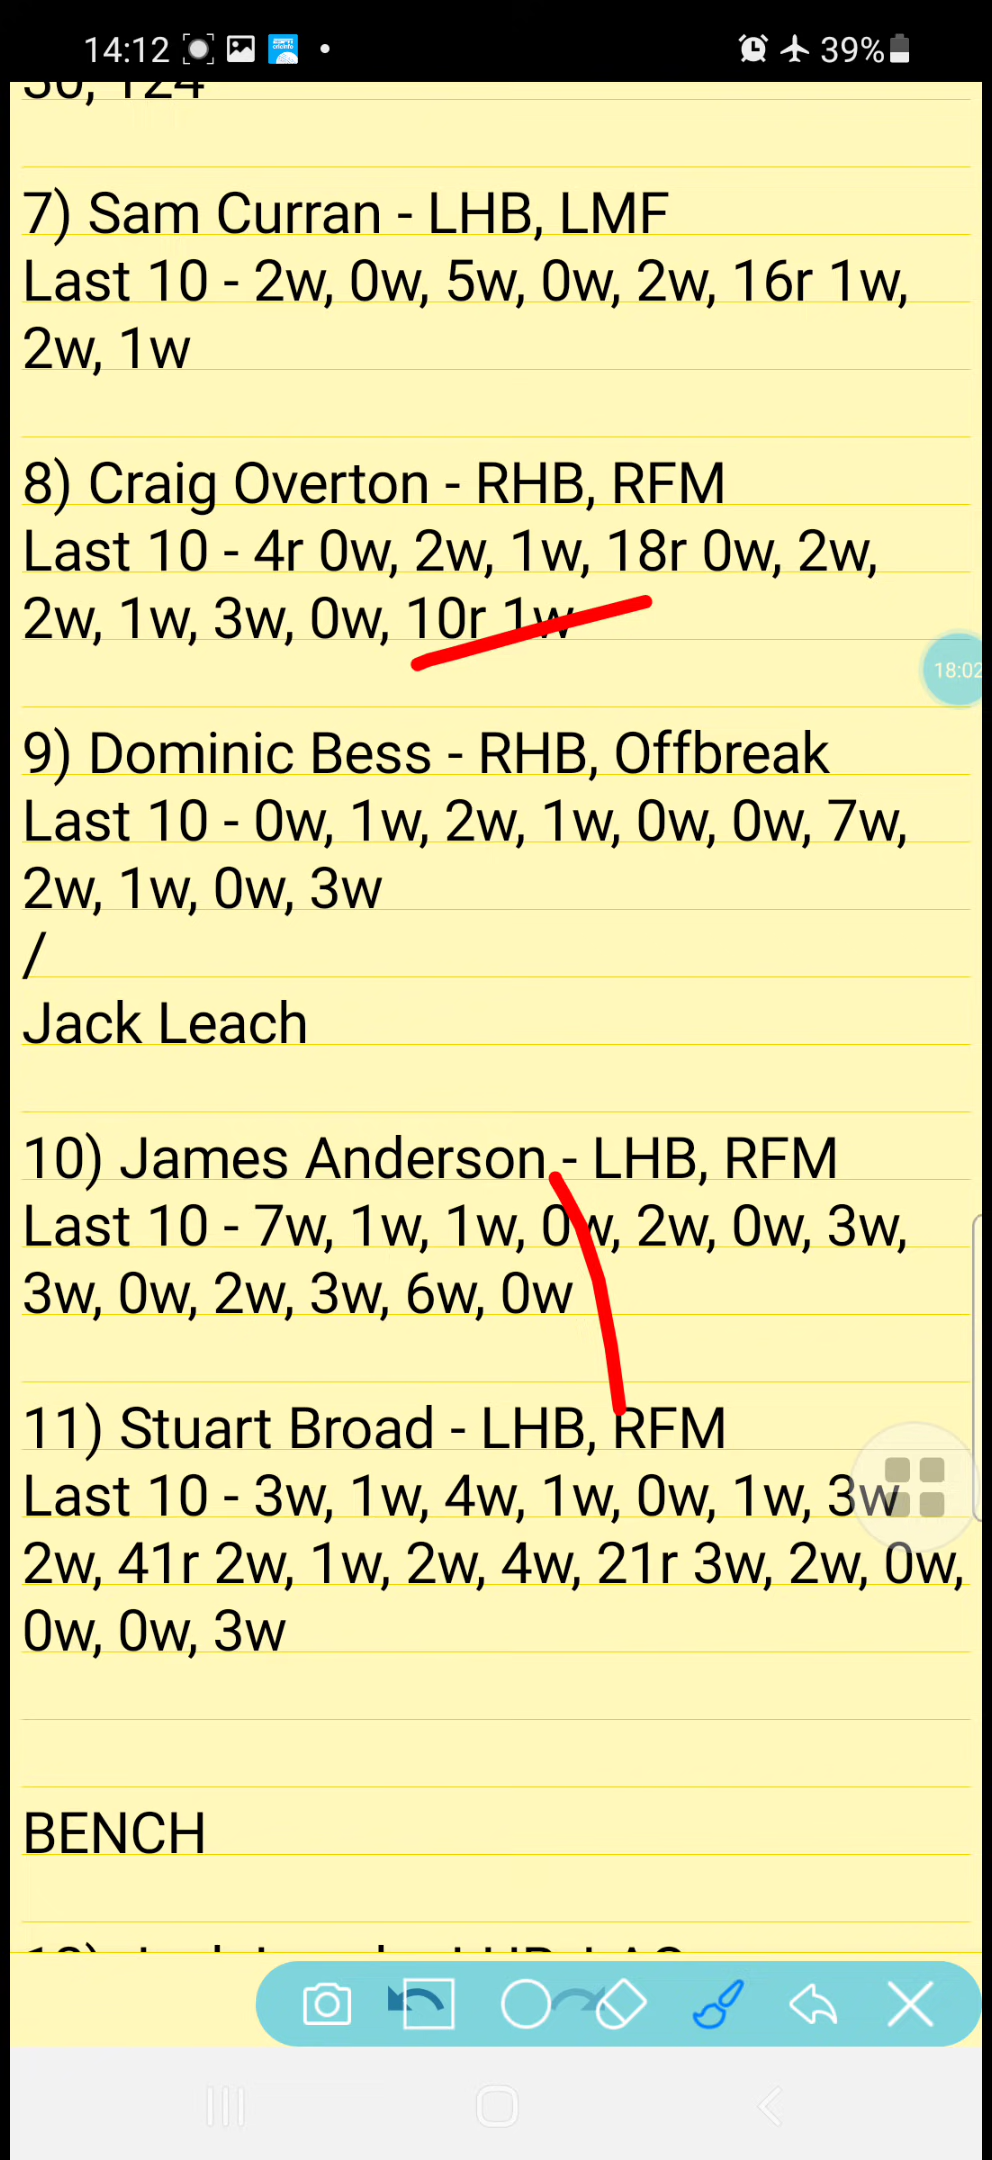 14:12
39%
30, 124
7) Sam Curran - LHB, LMF
Last 10 - 2w, 0w, 5w, 0w, 2w, 16r 1w,
2w, 1w
8) Craig Overton - RHB, RFM
Last 10 - 4r 0w, 2w, 1w, 18r 0w, 2w,
2w, 1w, 3w, 0w, 10r 1w
18:02
9) Dominic Bess - RHB, Offbreak
Last 10 - 0w, 1w, 2w, 1w, 0w, 0w, 7w,
2w, 1w, 0w, 3w
/
Jack Leach
10) James Anderson - LHB, RFM
Last 10 - 7w, 1w, 1w, 0w, 2w, 0w, 3w,
3w, 0w, 2w, 3w, 6w, 0w
11) Stuart Broad - LHB, RFM
Last 10 - 3w, 1w, 4w, 1w, 0w, 1w, 3w
2w, 41r 2w, 1w, 2w, 4w, 21r 3w, 2w, 0w,
0w, 0w, 3w
BENCH